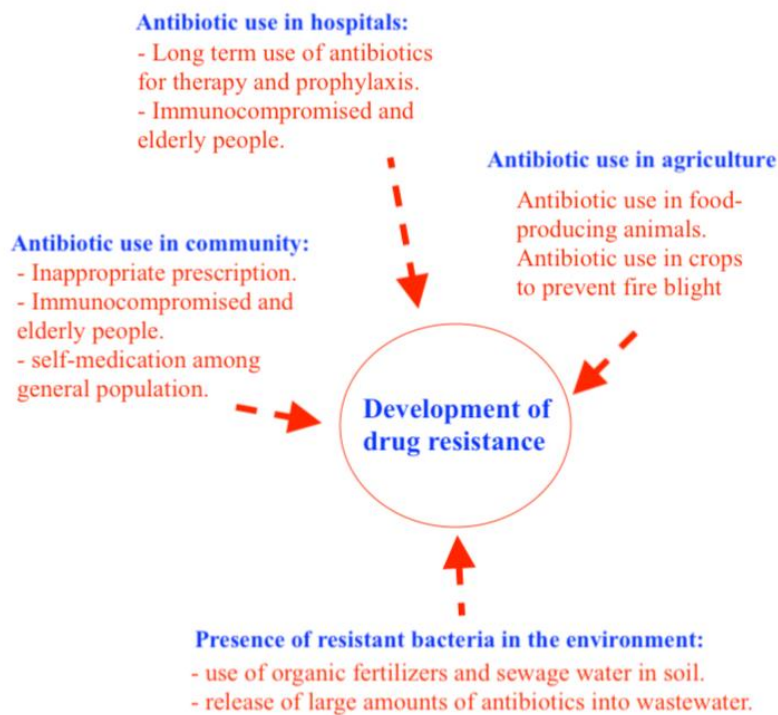 Antibiotic use in hospitals:
- Long term use of antibiotics
for therapy and prophylaxis.
- Immunocompromised and
elderly people.
Antibiotic use in agriculture
Antibiotic use in food-
producing animals.
Antibiotic use in crops
to prevent fire blight
Antibiotic use in community:
- Inappropriate prescription.
- Immunocompromised and
elderly people.
- self-medication among
general population.
Development of
drug resistance
Presence of resistant bacteria in the environment:
- use of organic fertilizers and sewage water in soil.
- release of large amounts of antibiotics into wastewater.